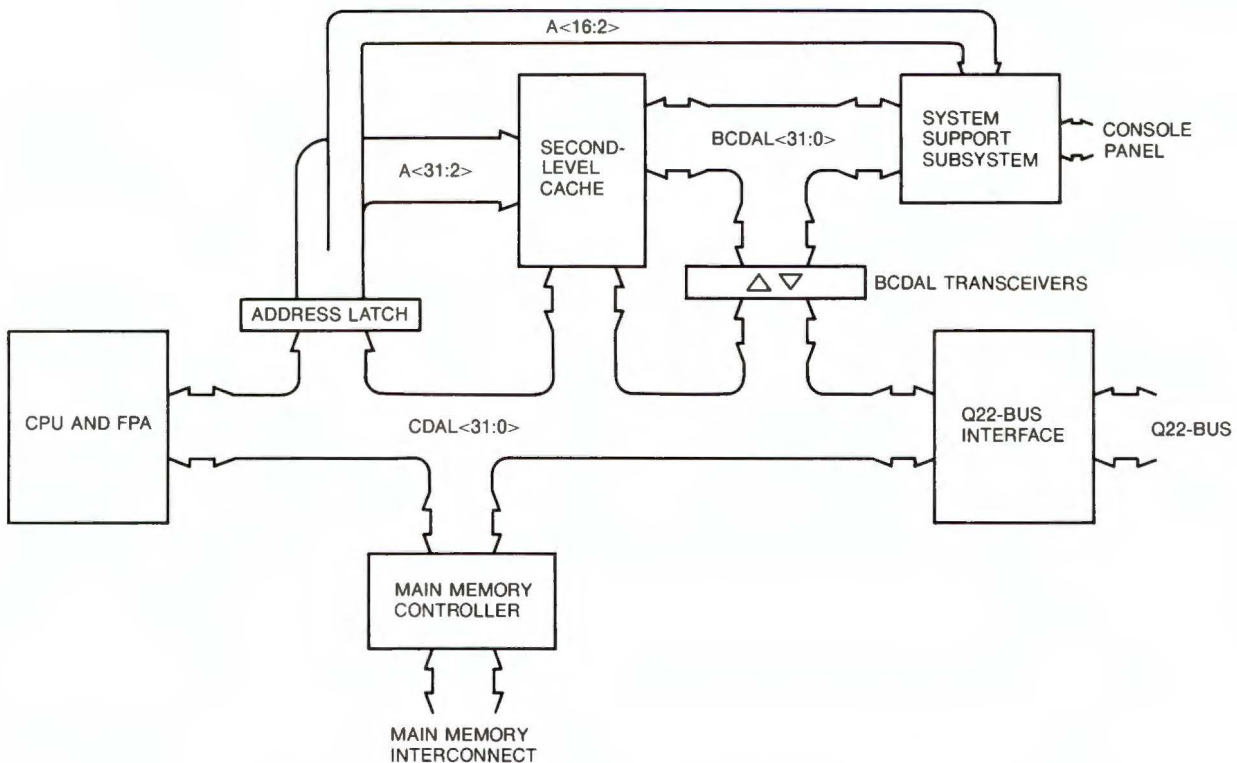 A<16:2>
A<31:2>
SECOND-
LEVEL
CACHE
BCDAL<31:0>
SYSTEM
SUPPORT
SUBSYSTEM
CONSOLE
PANEL
ADDRESS LATCH
BCDAL TRANSCEIVERS
CPU AND FPA
CDAL<31:0>
Q22-BUS
INTERFACE
Q22-BUS
MAIN MEMORY
CONTROLLER
MAIN MEMORY
INTERCONNECT